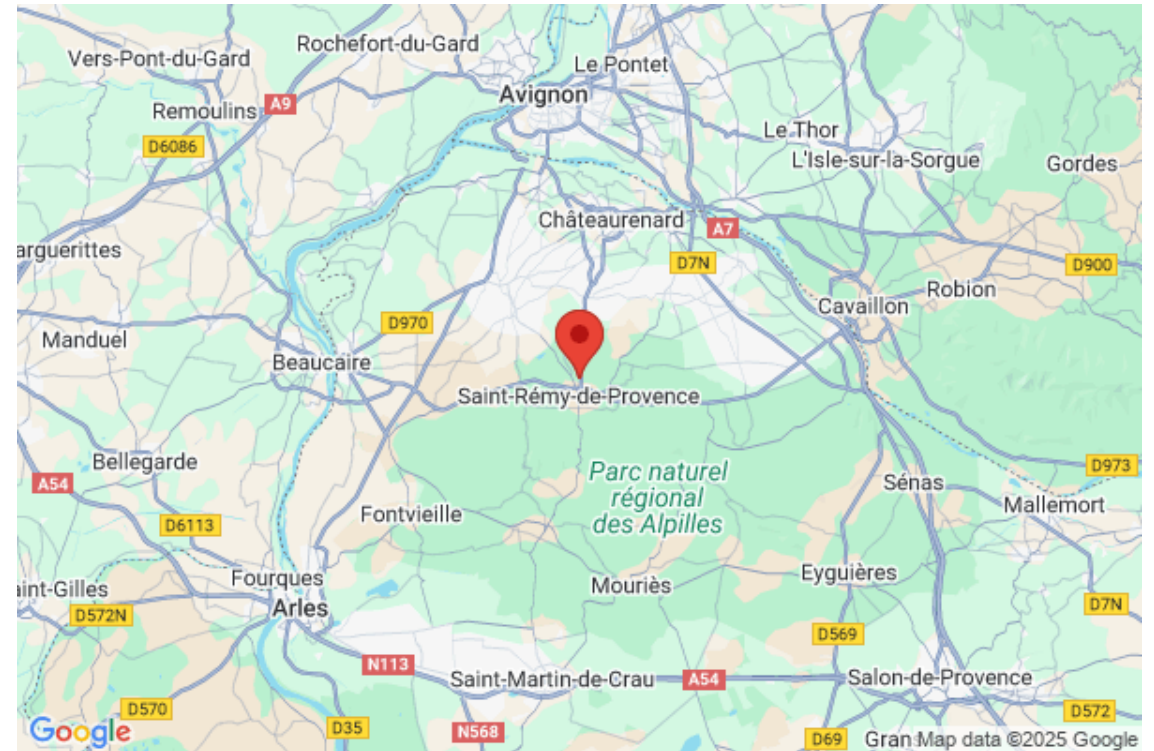 Rochefort-du-Gard
Vers-Pont-du-Gard
Le Pontet
Avignon
Remoulins
A9
Le Thor
D6086
L'Isle-sur-la-Sorgue
Gordes
Châteaurenard
A7
arguerittes
D7N
D900
Robion
Cavaillon
D970
Manduel
Beaucaire
Saint-Rémy-de-Provence
Bellegarde
Parc naturel
régional
des Alpilles
D973
A54
Sénas
Mallemort
Fontvieille
D6113
Fourques
Eyguières
aint-Gilles
Mouriès
Arles
D7N
D572N
D569
N113
Saint-Martin-de-Crau
A54
Salon-de-Provence
D570
D572
Google
D35
N568
D69
Gran
Map data ©2025 Google